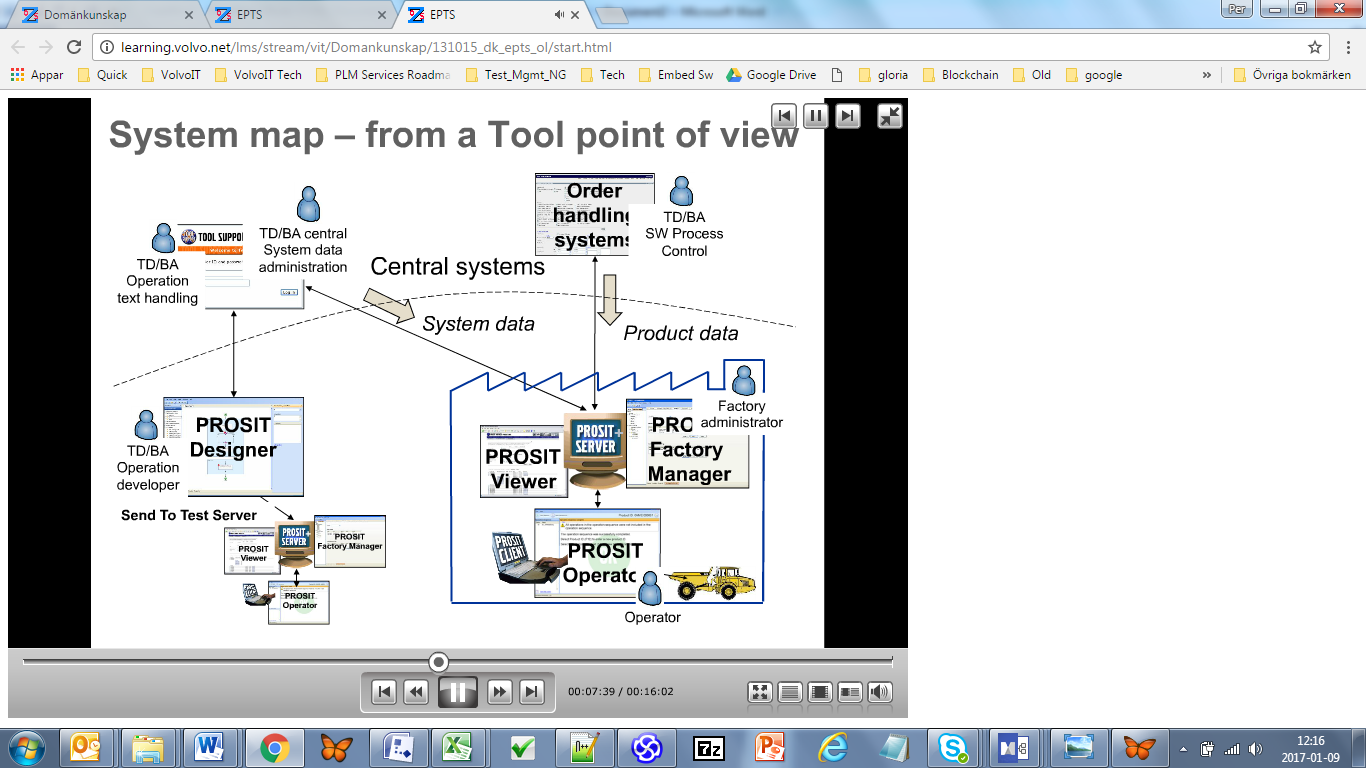 Domänkunskap
EPTS
EPTS
Per
learning.volvo.net/lms/stream/vit/Domankunskap/131015_dk_epts_ol/start.html
Appar
Quick
VolvoIT
VolvoIT Tech
PLM Services Roadma
Test_Mgmt_NG
Tech
Embed Sw
Google Drive
gloria
Blockchain
Old
google
»
Övriga bokmärken
System map – from a Tool point of view
TD/BA
Operation
text handling
TOOL SUPPO
TD/BA central
System data
administration
Order
handling
systems
TD/BA
SW Process
Control
Central systems
System data
Product data
TD/BA
Operation
developer
PROSIT
Designer
Send To Test Server
PROSIT
Viewer
PROSIT+
SERVER
PROSIT
Factory Manager
PROSIT
Operator
Factory
administrator
PROSIT
Viewer
PROSIT+
SERVER
PRO
Factory
Manager
PROSIT
CLIENT
PROSIT
Operato
Operator
00:07:39 / 00:16:02
12:16
2017-01-09